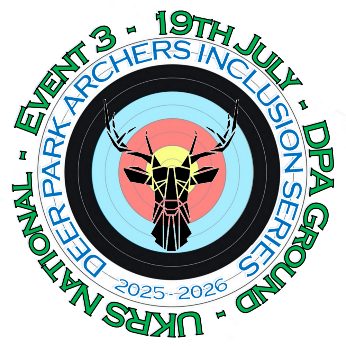 EVENT 3 - 19TH JULY - DPA GROUND - UKRS NATIONAL -
DEER PARK ARCHERS INCLUSION SERIES
2025-2026